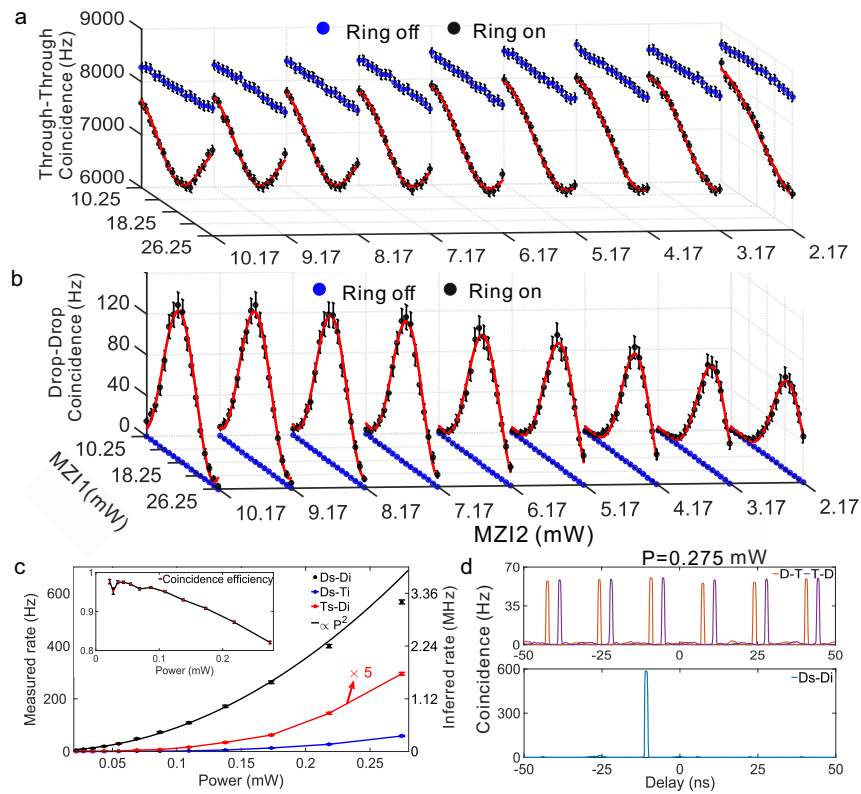 a
9000
8000
7000
6000
Through-Through
Coincidence (Hz)
Ring off
Ring on
10.25
18.25
26.25
10.17
9.17
8.17
7.17
6.17
5.17
4.17
3.17
2.17
b
120
80
40
0
Drop-Drop
Coincidence (Hz)
Ring off
Ring on
10.25
18.25
26.25
MZI1(mW)
10.17
9.17
8.17
7.17
6.17
5.17
4.17
3.17
2.17
MZI2 (mW)
c
600
400
200
0
Measured rate (Hz)
1
0.9
0.8
0
0.1
0.2
Power (mW)
Coincidence efficiency
Ds-Di
Ds-Ti
Ts-Di
∝ P²
× 5
3.36
2.24
1.12
0
Inferred rate (MHz)
0.05
0.1
0.15
0.2
0.25
Power (mW)
d
P=0.275 mW
70
35
0
D-T
T-D
-50
-25
0
25
50
Coincidence (Hz)
600
300
0
Ds-Di
-50
-25
0
25
50
Delay (ns)